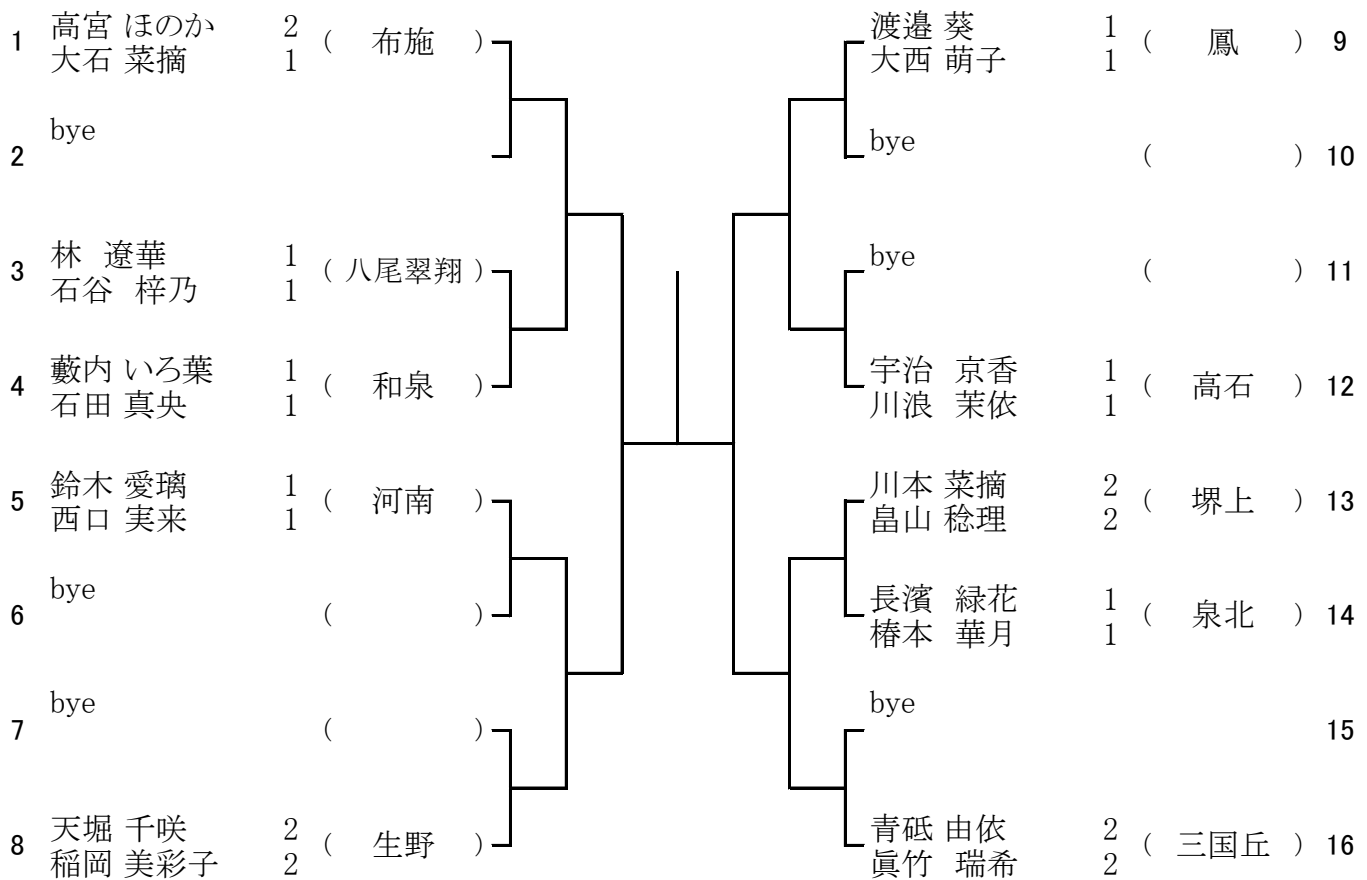 1 高宮 ほのか 2 ( 布施 )
大石 菜摘 1
2 bye
3 林 遼華 1 ( 八尾翠翔 )
石谷 梓乃 1
4 藪内 いろ葉 1 ( 和泉 )
石田 真央 1
5 鈴木 愛璃 1 ( 河南 )
西口 実来 1
6 bye ( )
7 bye ( )
8 天堀 千咲 2 ( 生野 )
稲岡 美彩子 2
渡邉 葵 1 ( 鳳 ) 9
大西 萌子 1
bye ( ) 10
bye ( ) 11
宇治 京香 1 ( 高石 ) 12
川浪 茉依 1
川本 菜摘 2 ( 堺上 ) 13
畠山 稔理 2
長濱 緑花 1 ( 泉北 ) 14
椿本 華月 1
bye 15
青砥 由依 2 ( 三国丘 ) 16
眞竹 瑞希 2